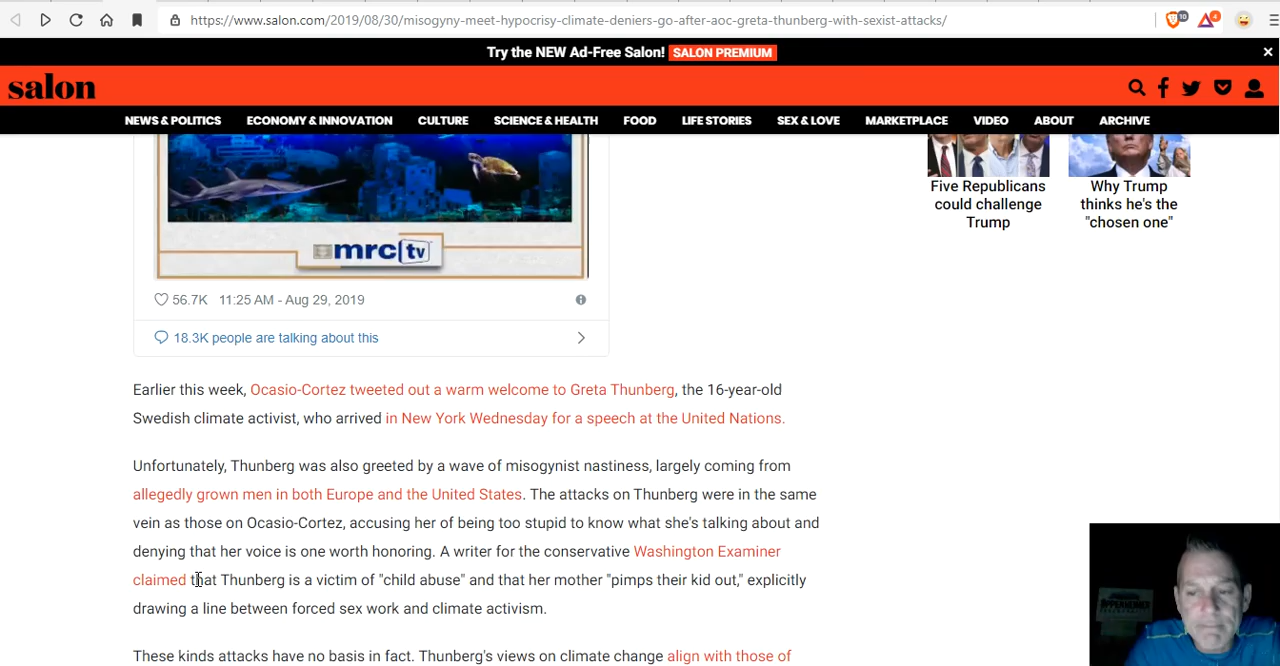 https://www.salon.com/2019/08/30/misogyny-meet-hypocrisy-climate-deniers-go-after-aoc-greta-thunberg-with-sexist-attacks/
10
4
Try the NEW Ad-Free Salon! SALON PREMIUM
salon
NEWS & POLITICS ECONOMY & INNOVATION CULTURE SCIENCE & HEALTH FOOD LIFE STORIES SEX & LOVE MARKETPLACE VIDEO ABOUT ARCHIVE
Five Republicans
could challenge
Trump
Why Trump
thinks he's the
"chosen one"
mrc tv
56.7K 11:25 AM - Aug 29, 2019
18.3K people are talking about this
Earlier this week, Ocasio-Cortez tweeted out a warm welcome to Greta Thunberg, the 16-year-old
Swedish climate activist, who arrived in New York Wednesday for a speech at the United Nations.
Unfortunately, Thunberg was also greeted by a wave of misogynist nastiness, largely coming from
allegedly grown men in both Europe and the United States. The attacks on Thunberg were in the same
vein as those on Ocasio-Cortez, accusing her of being too stupid to know what she's talking about and
denying that her voice is one worth honoring. A writer for the conservative Washington Examiner
claimed that Thunberg is a victim of "child abuse" and that her mother "pimps their kid out," explicitly
drawing a line between forced sex work and climate activism.
These kinds attacks have no basis in fact. Thunberg's views on climate change align with those of